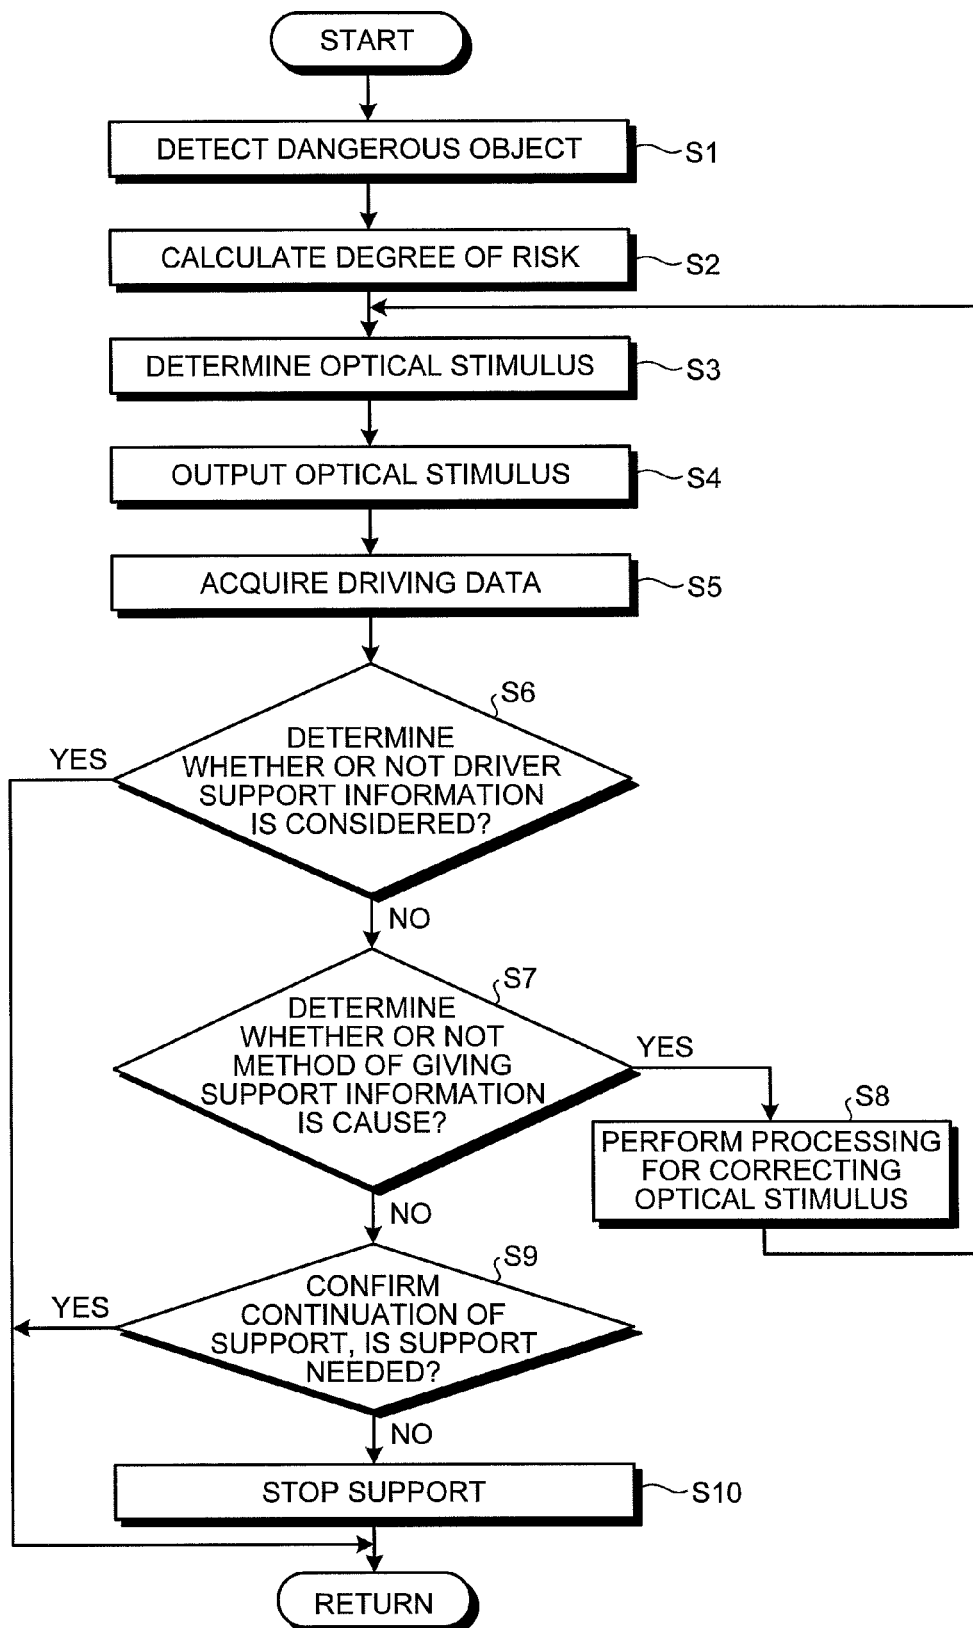 START
DETECT DANGEROUS OBJECT
S1
CALCULATE DEGREE OF RISK
S2
DETERMINE OPTICAL STIMULUS
S3
OUTPUT OPTICAL STIMULUS
S4
ACQUIRE DRIVING DATA
S5
S6
DETERMINE
WHETHER OR NOT DRIVER
SUPPORT INFORMATION
IS CONSIDERED?
YES
NO
S7
DETERMINE
WHETHER OR NOT
METHOD OF GIVING
SUPPORT INFORMATION
IS CAUSE?
YES
S8
PERFORM PROCESSING
FOR CORRECTING
OPTICAL STIMULUS
NO
S9
CONFIRM
CONTINUATION OF
SUPPORT, IS SUPPORT
NEEDED?
YES
NO
STOP SUPPORT
S10
RETURN